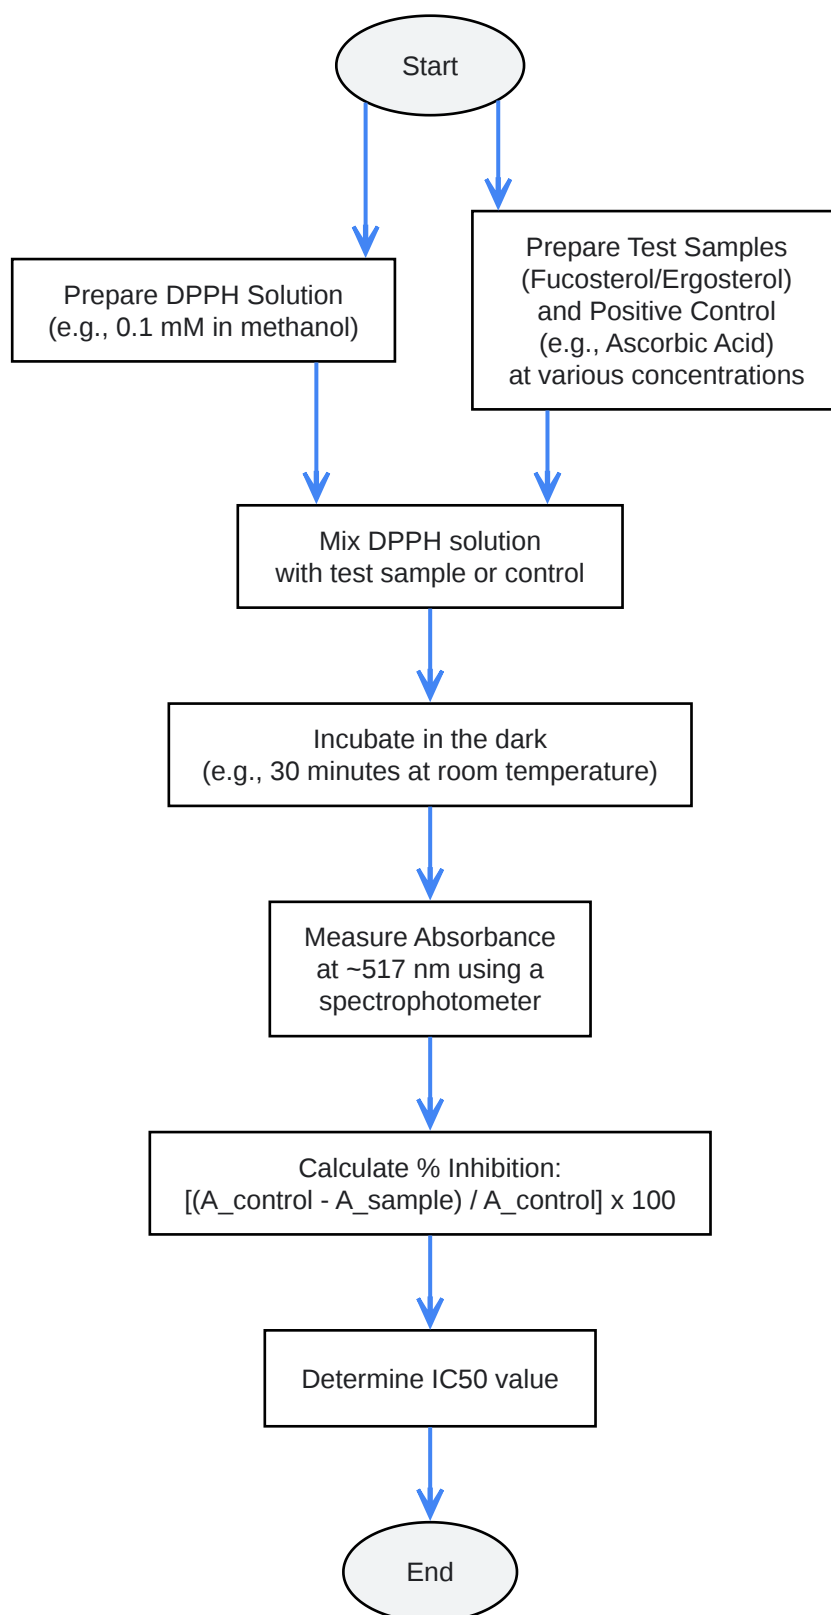 Start
Prepare DPPH Solution
(e.g., 0.1 mM in methanol)
Prepare Test Samples
(Fucosterol/Ergosterol)
and Positive Control
(e.g., Ascorbic Acid)
at various concentrations
Mix DPPH solution
with test sample or control
Incubate in the dark
(e.g., 30 minutes at room temperature)
Measure Absorbance
at ~517 nm using a
spectrophotometer
Calculate % Inhibition:
[(A_control - A_sample) / A_control] x 100
Determine IC50 value
End